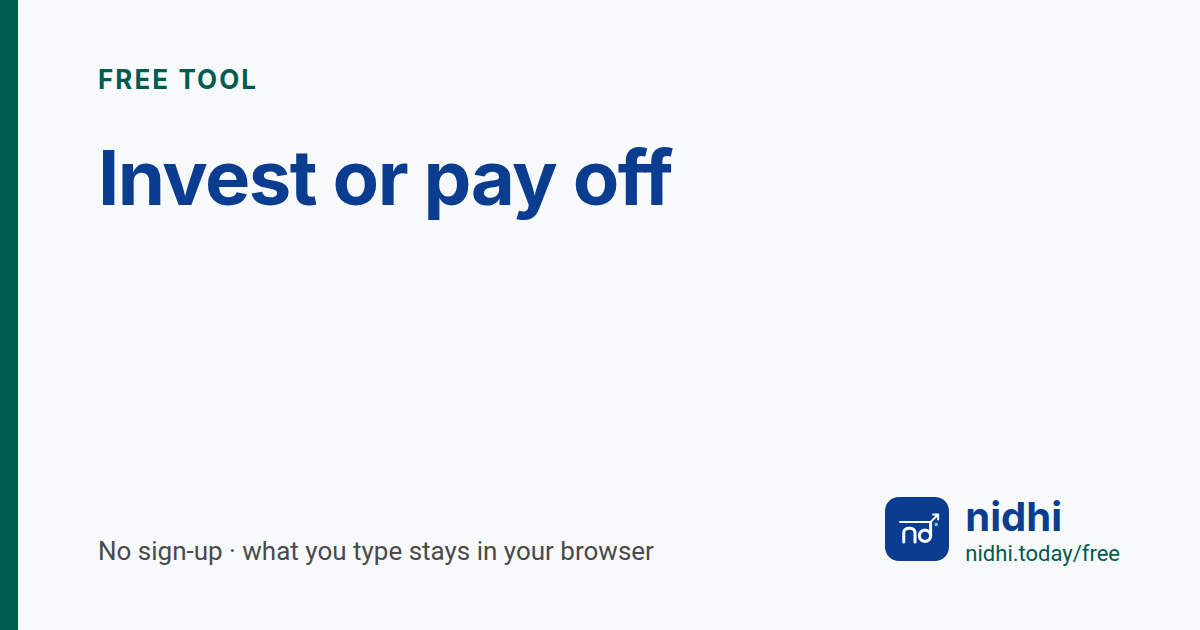 FREE TOOL
Invest or pay off
No sign-up · what you type stays in your browser
nd
nidhi
nidhi.today/free